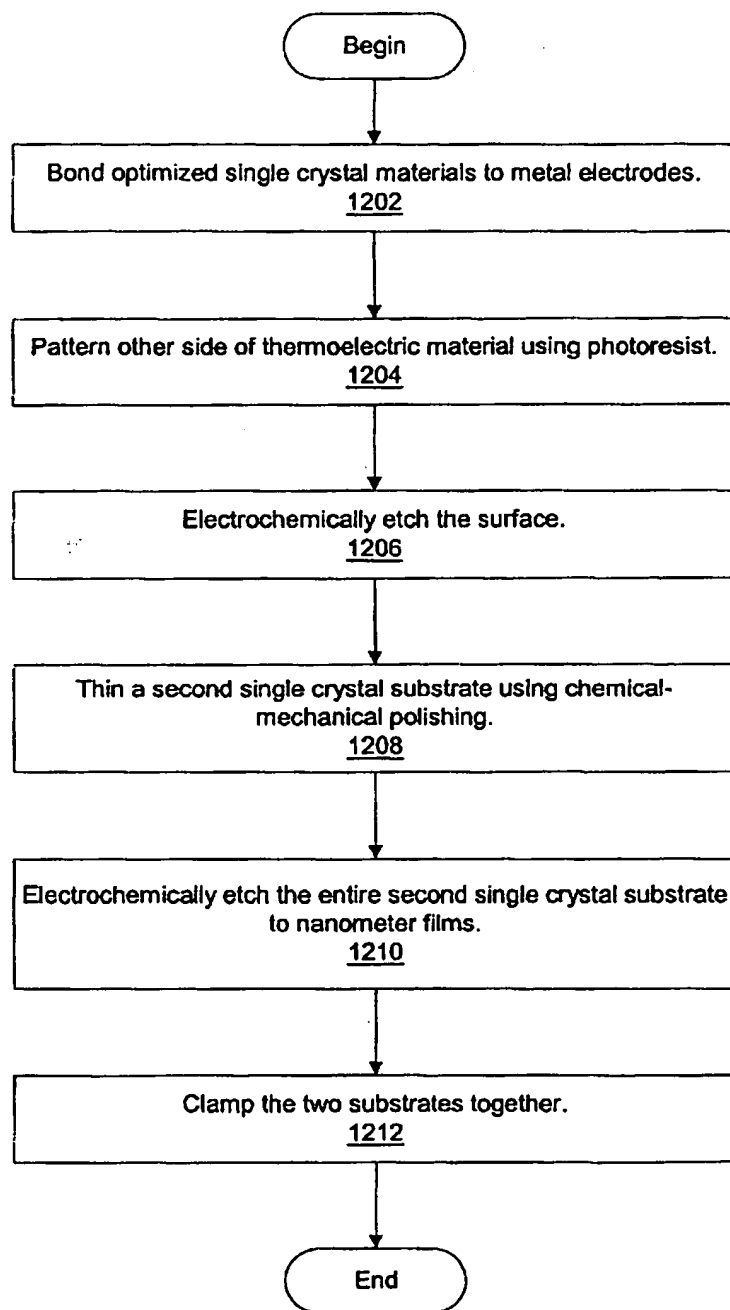 Begin
Bond optimized single crystal materials to metal electrodes.
1202
Pattern other side of thermoelectric material using photoresist.
1204
Electrochemically etch the surface.
1206
Thin a second single crystal substrate using chemical-
mechanical polishing.
1208
Electrochemically etch the entire second single crystal substrate
to nanometer films.
1210
Clamp the two substrates together.
1212
End